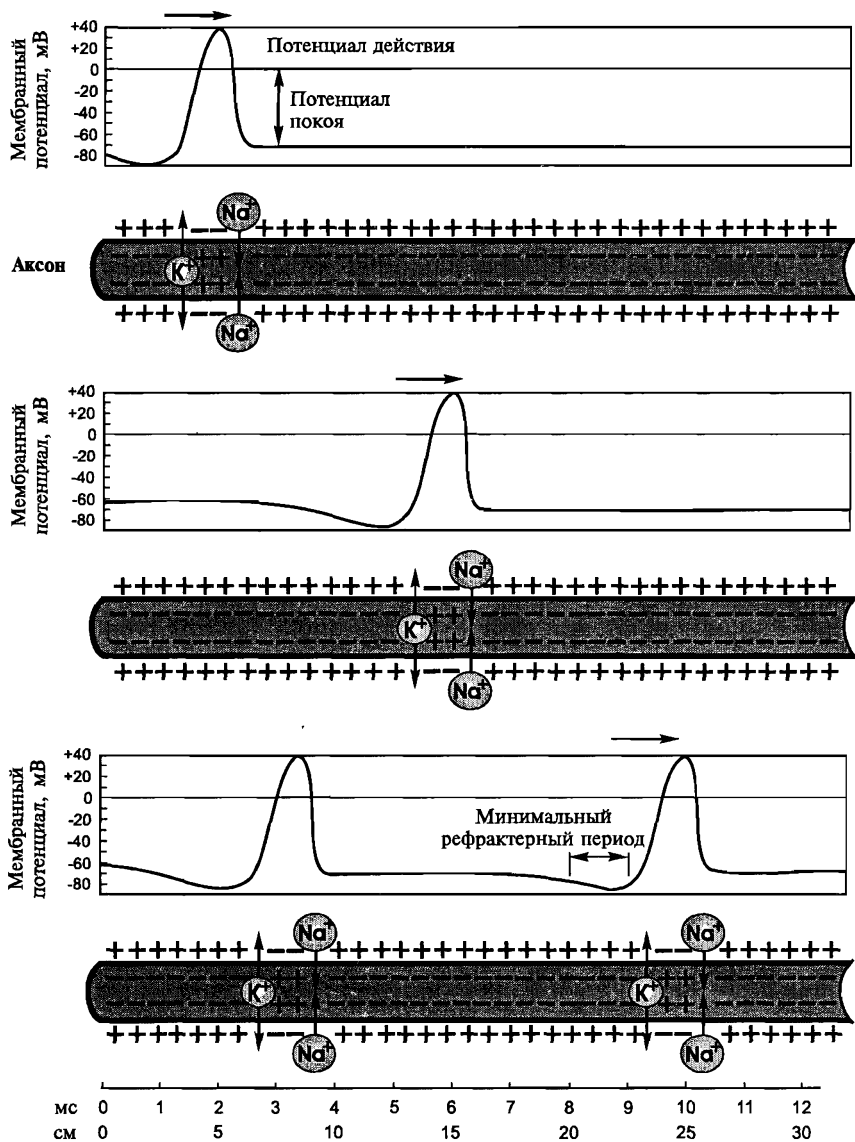 Мембранный
потенциал, мВ
+40
+20
0
-20
-40
-60
-80
Потенциал действия
Потенциал
покоя
Аксон
+++ −− Na⁺ +++++++++++++++++++++++++
K⁺
+++ −− Na⁺ +++++++++++++++++++++++++
Мембранный
потенциал, мВ
+40
+20
0
-20
-40
-60
-80
Na⁺
K⁺
Na⁺
Мембранный
потенциал, мВ
+40
+20
0
-20
-40
-60
-80
Минимальный
рефрактерный период
Na⁺ Na⁺
K⁺ K⁺
Na⁺ Na⁺
мс 0 1 2 3 4 5 6 7 8 9 10 11 12
см 0 5 10 15 20 25 30